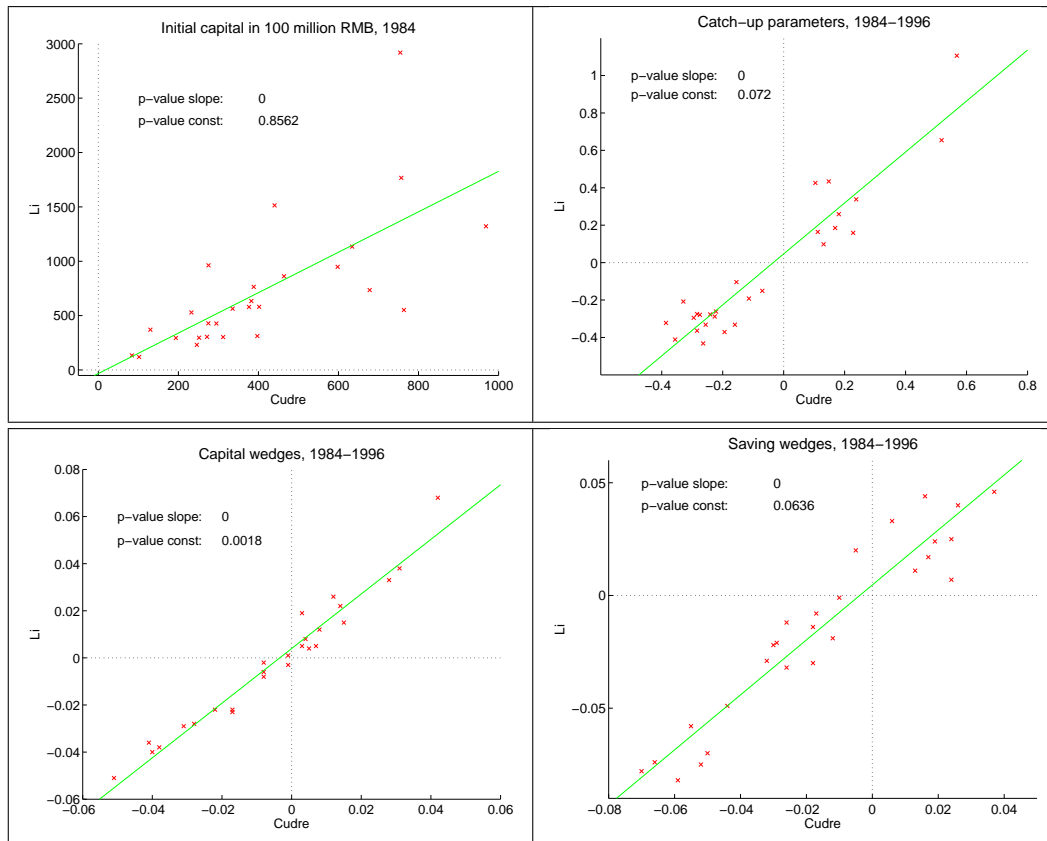 Initial capital in 100 million RMB, 1984
3000
2500
2000
1500
1000
500
0
Li
p−value slope: 0
p−value const: 0.8562
0 200 400 600 800 1000
Cudre
Catch−up parameters, 1984−1996
1
0.8
0.6
0.4
0.2
0
−0.2
−0.4
Li
p−value slope: 0
p−value const: 0.072
−0.4 −0.2 0 0.2 0.4 0.6 0.8
Cudre
Capital wedges, 1984−1996
0.08
0.06
0.04
0.02
0
−0.02
−0.04
−0.06
Li
p−value slope: 0
p−value const: 0.0018
−0.06 −0.04 −0.02 0 0.02 0.04 0.06
Cudre
Saving wedges, 1984−1996
0.05
0
−0.05
Li
p−value slope: 0
p−value const: 0.0636
−0.08 −0.06 −0.04 −0.02 0 0.02 0.04
Cudre